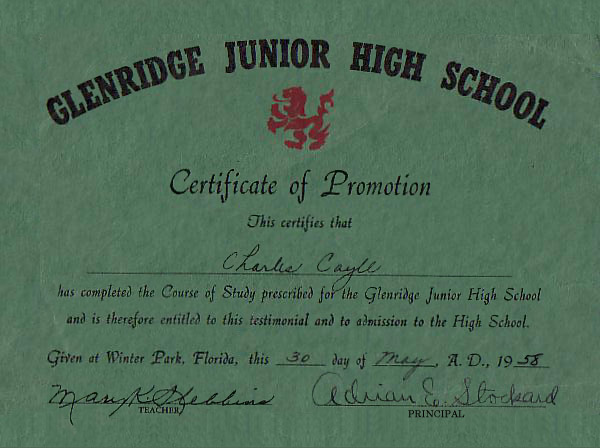 GLENRIDGE JUNIOR HIGH SCHOOL
Certificate of Promotion
This certifies that
Charles Cayll
has completed the Course of Study prescribed for the Glenridge Junior High School
and is therefore entitled to this testimonial and to admission to the High School.
Given at Winter Park, Florida, this 30 day of May, A. D., 1958
Mary K. Stebbins Adrian E. Stockard
TEACHER PRINCIPAL